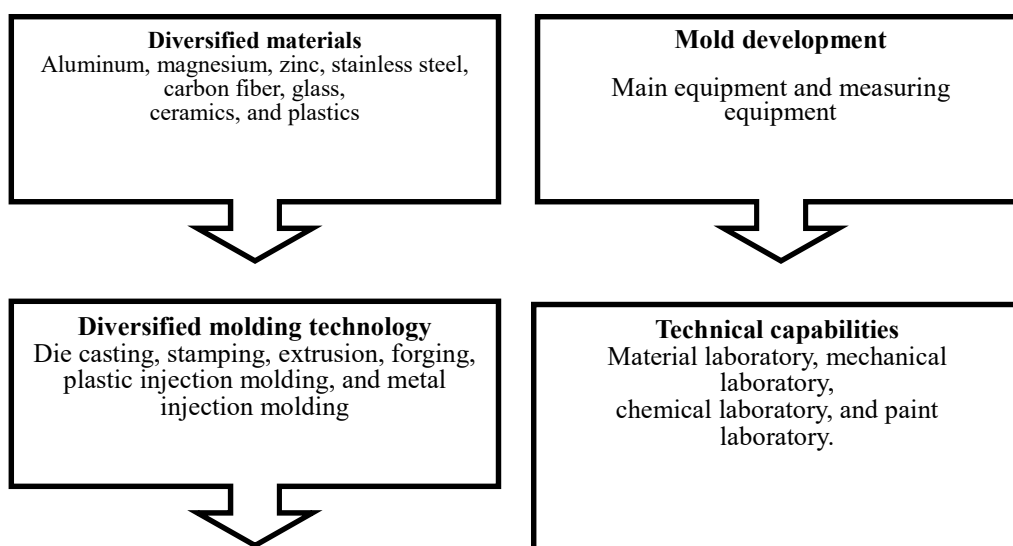 Diversified materials
Aluminum, magnesium, zinc, stainless steel,
carbon fiber, glass,
ceramics, and plastics
Mold development
Main equipment and measuring
equipment
Diversified molding technology
Die casting, stamping, extrusion, forging,
plastic injection molding, and metal
injection molding
Technical capabilities
Material laboratory, mechanical
laboratory,
chemical laboratory, and paint
laboratory.